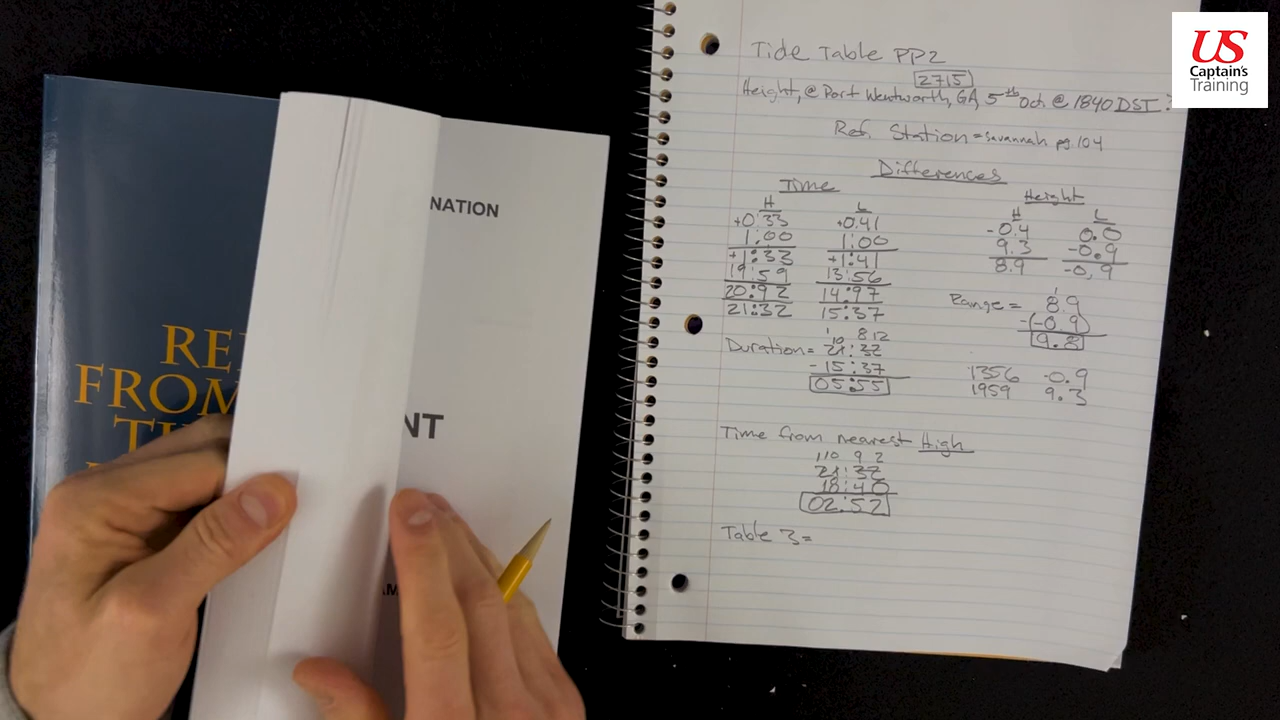 US
Captain's
Training
Tide Table PP2
2715
Height, @ Port Wentworth, GA, 5th Oct. @ 1840 DST?
Ref. Station = Savannah pg. 104
Differences
Time
Height
H L
H L
+0:33 +0:41
-0.4 0.0
1:00 1:00
9.3 -0.9
+1:33 +1:41
8.9 -0.9
19:59 13:56
20:92 14:97
21:32 15:37
Range = 8.9
-(-0.9)
9.8
Duration = 21:32
- 15:37
05:55
1356 -0.9
1959 9.3
Time from nearest High
21:32
18:40
02:52
Table 3=
NATION
RE
FROM
NT